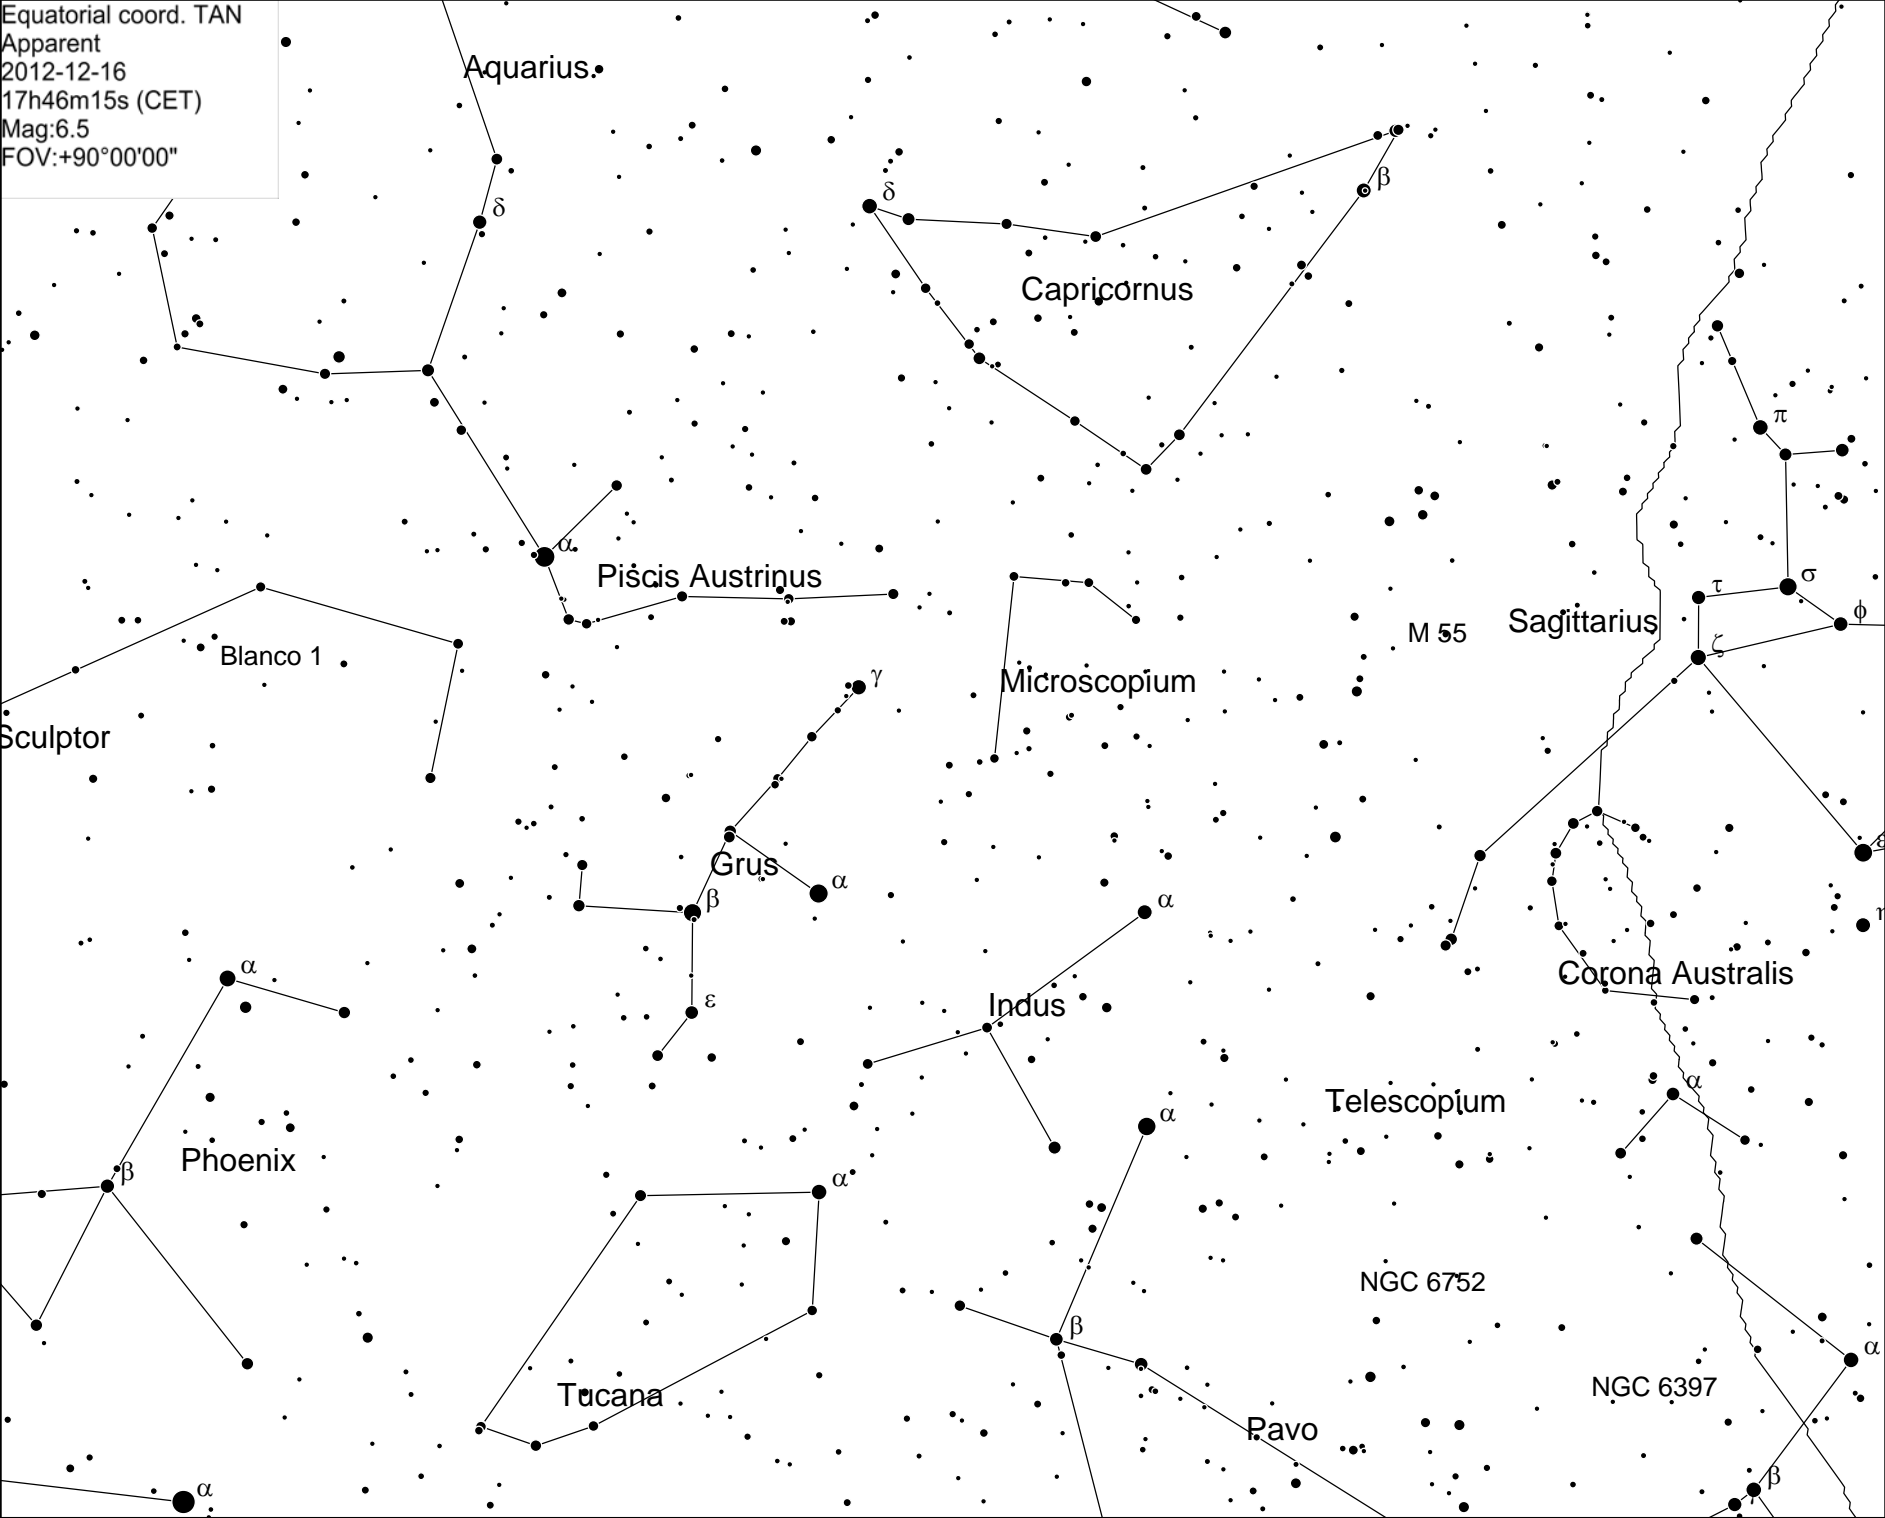 Equatorial coord. TAN
Apparent
2012-12-16
17h46m15s (CET)
Mag:6.5
FOV:+90°00'00"
Aquarius
δ
δ
β
Capricornus
π
α
Piscis Austrinus
σ
τ
Sagittarius
ϕ
M 55
ζ
Blanco 1
γ
Microscopium
Sculptor
ε
Grus
α
β
α
η
α
Corona Australis
ε
Indus
α
Telescopium
α
Phoenix
β
α
NGC 6752
β
α
NGC 6397
Tucana
Pavo
β
α